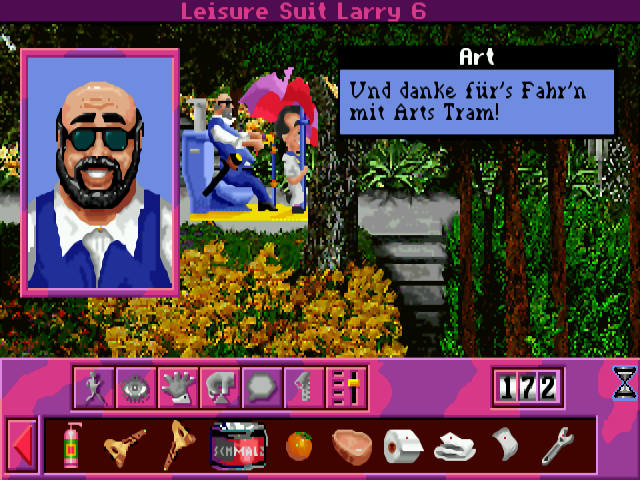 Leisure Suit Larry 6
Art
Und danke für's Fahr'n
mit Arts Tram!
172
SCHMALZ